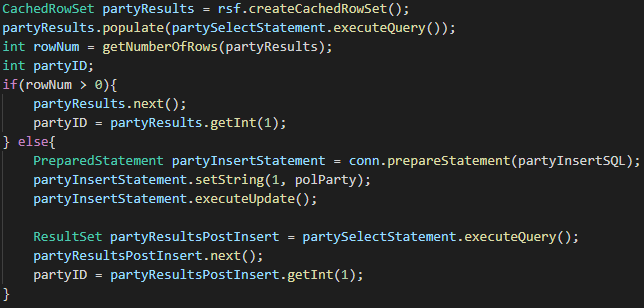 CachedRowSet partyResults = rsf.createCachedRowSet();
partyResults.populate(partySelectStatement.executeQuery());
int rowNum = getNumberOfRows(partyResults);
int partyID;
if(rowNum > 0){
    partyResults.next();
    partyID = partyResults.getInt(1);
} else{
    PreparedStatement partyInsertStatement = conn.prepareStatement(partyInsertSQL);
    partyInsertStatement.setString(1, polParty);
    partyInsertStatement.executeUpdate();

    ResultSet partyResultsPostInsert = partySelectStatement.executeQuery();
    partyResultsPostInsert.next();
    partyID = partyResultsPostInsert.getInt(1);
}